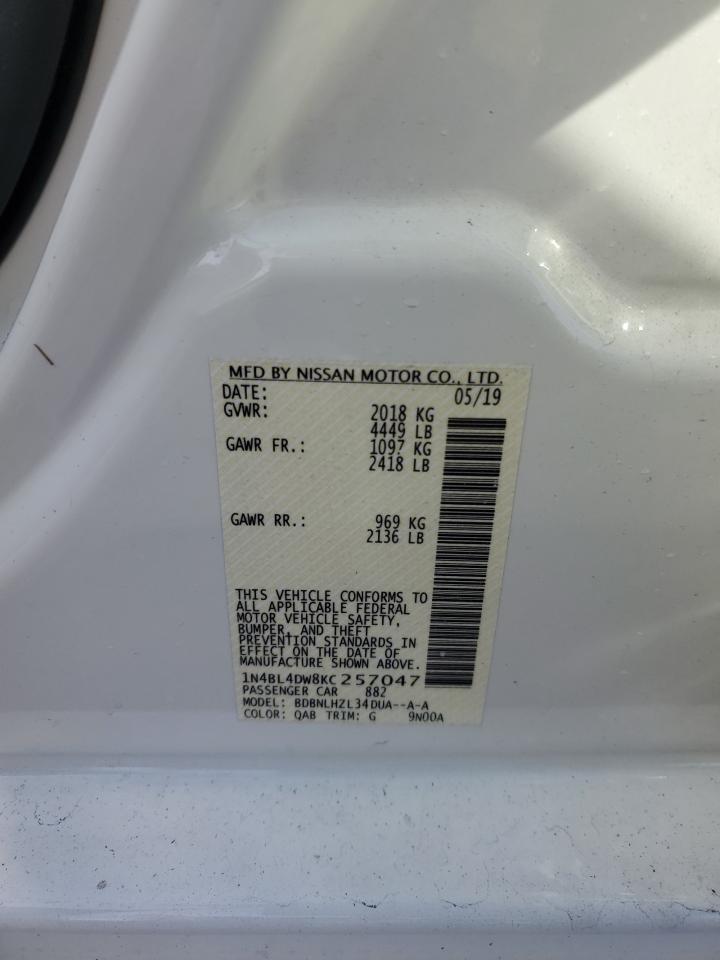 MFD BY NISSAN MOTOR CO., LTD.
DATE: 05/19
GVWR: 2018 KG
4449 LB
GAWR FR.: 1097 KG
2418 LB
GAWR RR.: 969 KG
2136 LB
THIS VEHICLE CONFORMS TO
ALL APPLICABLE FEDERAL
MOTOR VEHICLE SAFETY,
BUMPER, AND THEFT
PREVENTION STANDARDS IN
EFFECT ON THE DATE OF
MANUFACTURE SHOWN ABOVE.
1N4BL4DW8KC257047
PASSENGER CAR 882
MODEL: BDBNLHZL34DUA--A-A
COLOR: QAB TRIM: G 9N00A